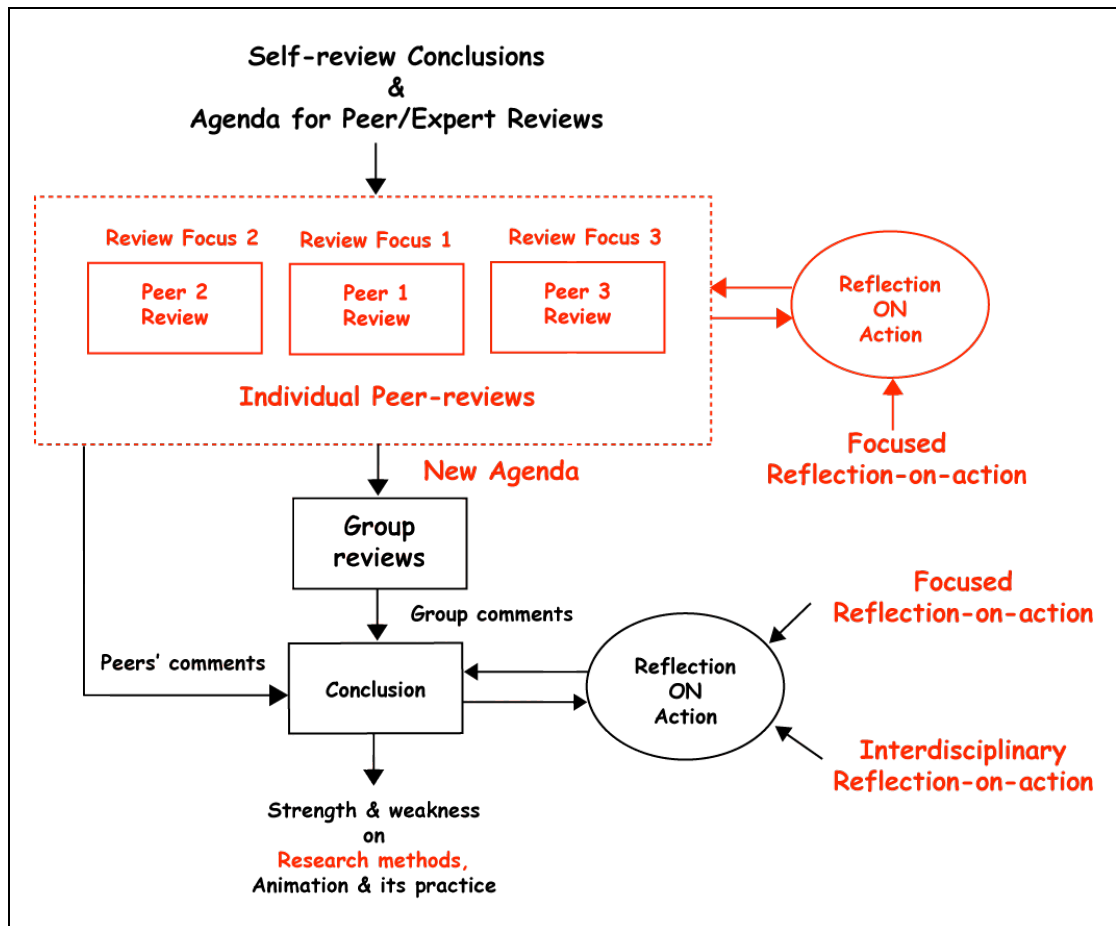 Self-review Conclusions
&
Agenda for Peer/Expert Reviews
Review Focus 2
Review Focus 1
Review Focus 3
Peer 2
Review
Peer 1
Review
Peer 3
Review
Individual Peer-reviews
Reflection
ON
Action
Focused
Reflection-on-action
New Agenda
Group
reviews
Group comments
Peers' comments
Conclusion
Reflection
ON
Action
Focused
Reflection-on-action
Interdisciplinary
Reflection-on-action
Strength & weakness
on
Research methods,
Animation & its practice